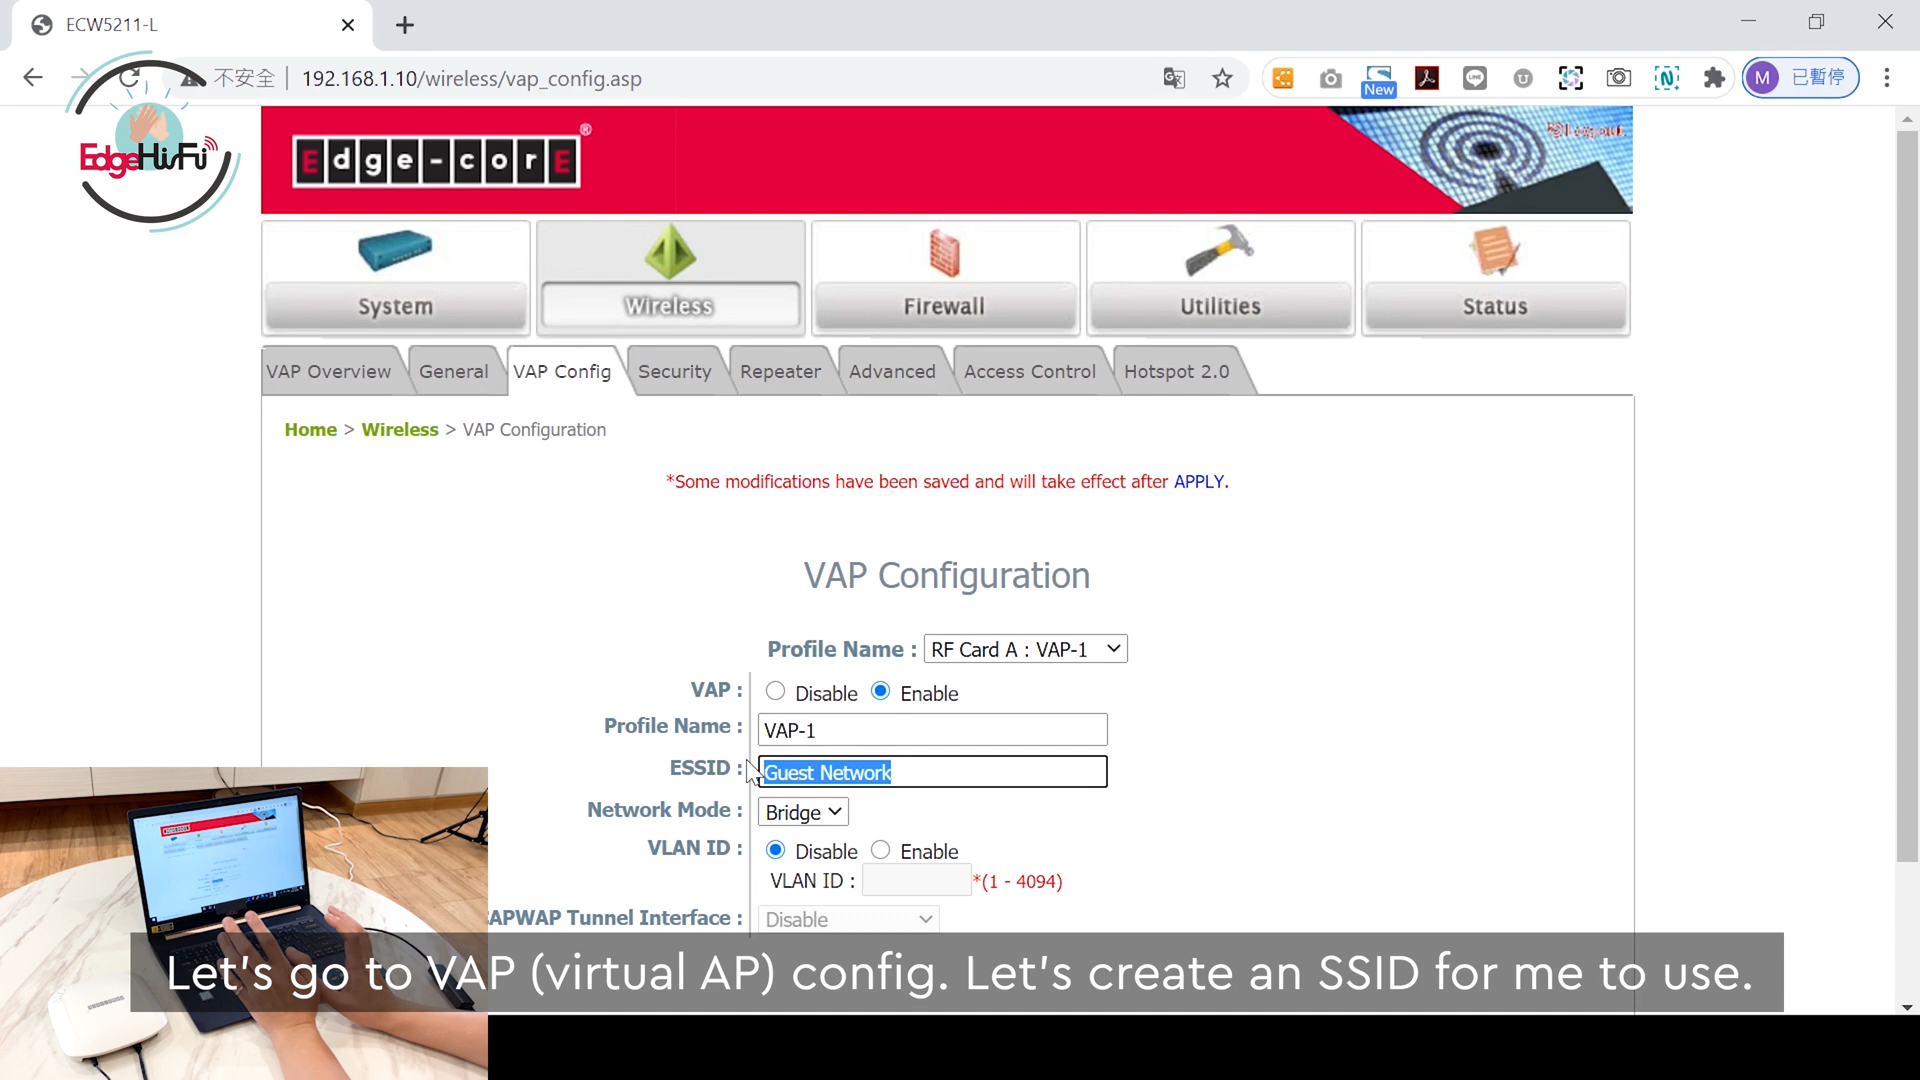 ECW5211-L
不安全
192.168.1.10/wireless/vap_config.asp
New
M
已暫停
EdgeHisFi
Edge-corE
®
System
Wireless
Firewall
Utilities
Status
VAP Overview
General
VAP Config
Security
Repeater
Advanced
Access Control
Hotspot 2.0
Home > Wireless > VAP Configuration
*Some modifications have been saved and will take effect after APPLY.
VAP Configuration
Profile Name : RF Card A : VAP-1
VAP : Disable Enable
Profile Name : VAP-1
ESSID : Guest Network
Network Mode : Bridge
VLAN ID : Disable Enable
VLAN ID : *(1 - 4094)
APWAP Tunnel Interface : Disable
Let's go to VAP (virtual AP) config. Let's create an SSID for me to use.